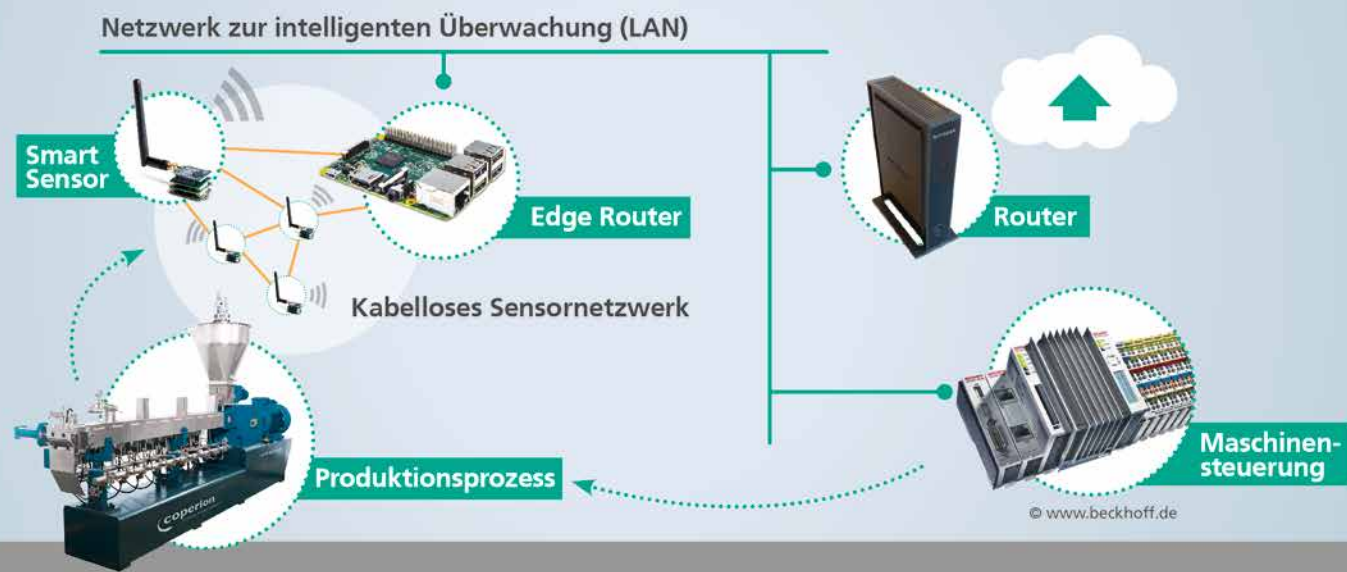 Netzwerk zur intelligenten Überwachung (LAN)
Smart
Sensor
Edge Router
Router
Kabelloses Sensornetzwerk
Produktionsprozess
coperion
Maschinen-
steuerung
© www.beckhoff.de